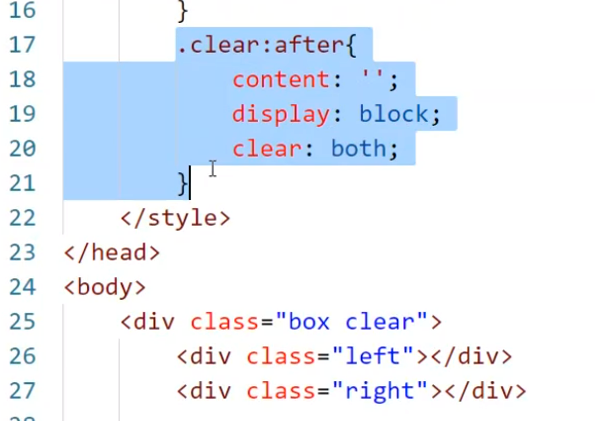 16 }
17 .clear:after{
18 content: '';
19 display: block;
20 clear: both;
21 }
22 </style>
23 </head>
24 <body>
25 <div class="box clear">
26 <div class="left"></div>
27 <div class="right"></div>